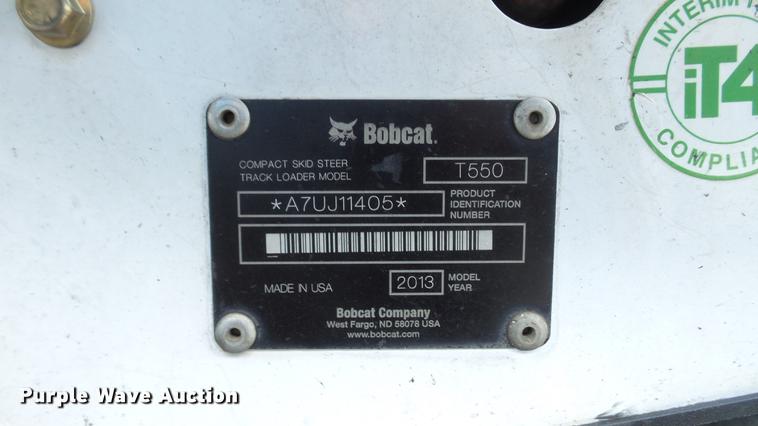 INTERIM T
iT4
COMPLIA
Bobcat.
COMPACT SKID STEER
TRACK LOADER MODEL
T550
*A7UJ11405*
PRODUCT
IDENTIFICATION
NUMBER
MADE IN USA
2013
MODEL
YEAR
Bobcat Company
West Fargo, ND 58078 USA
www.bobcat.com
Purple Wave Auction